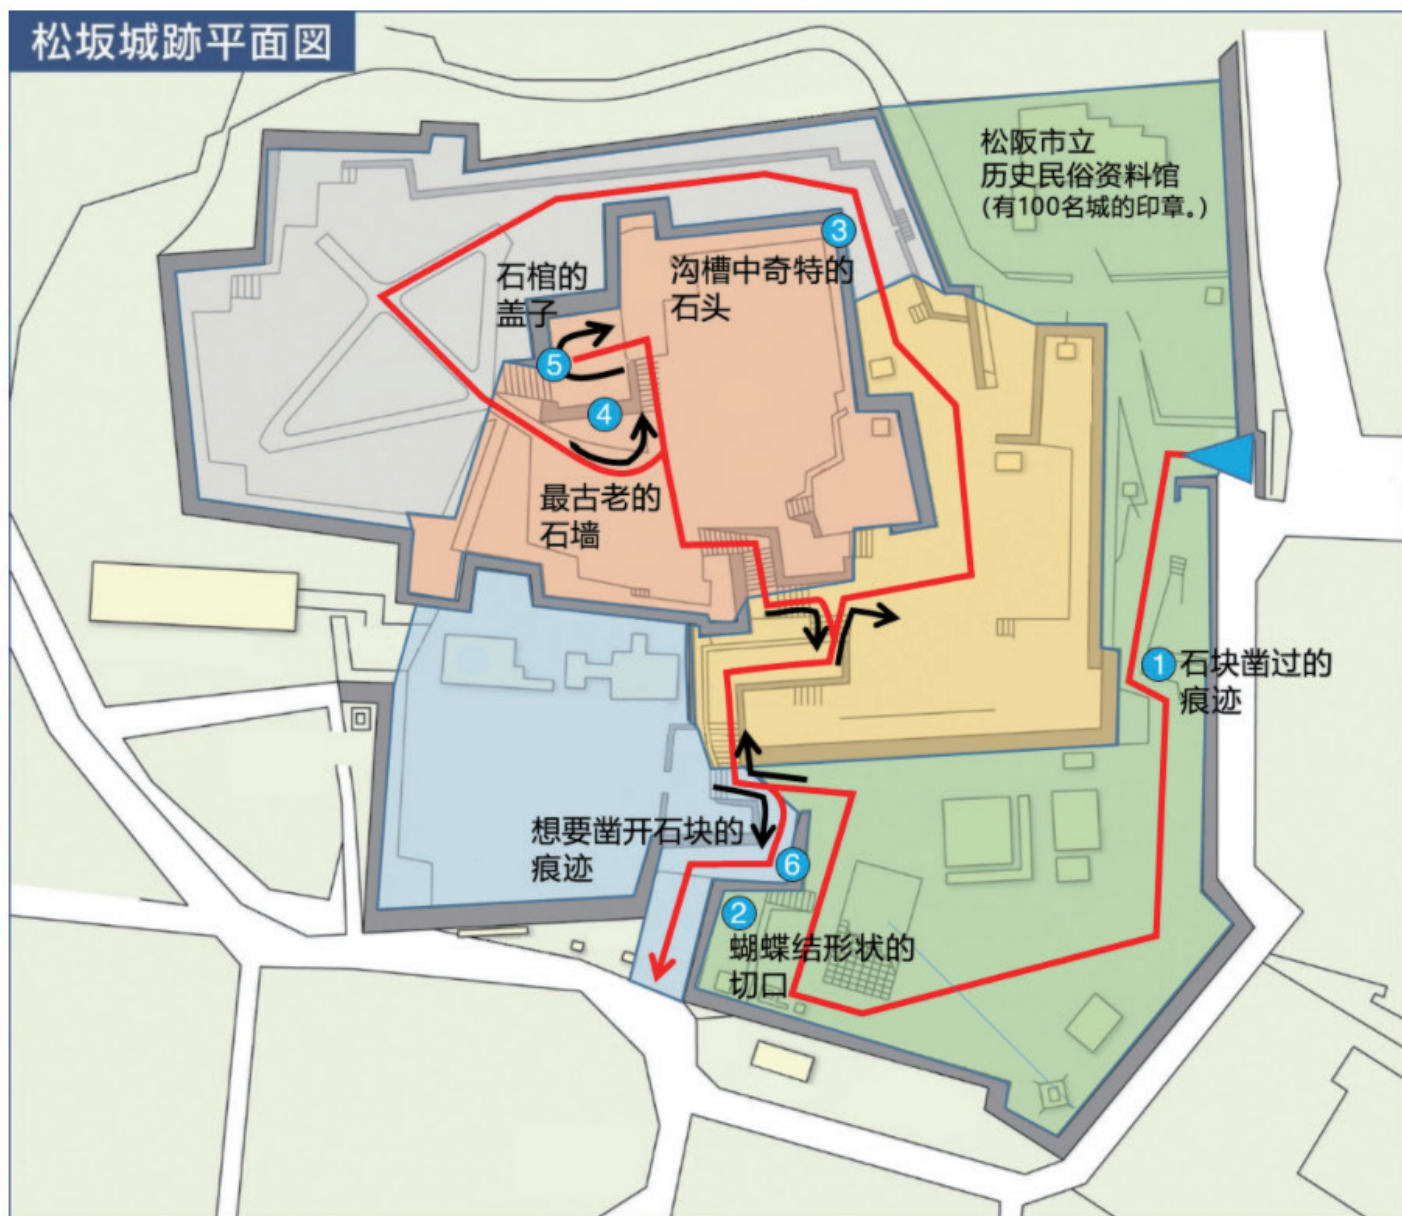 松坂城跡平面図
松阪市立
历史民俗资料馆
（有100名城的印章。）
3
石棺的
盖子
沟槽中奇特的
石头
5
4
最古老的
石墙
1
石块凿过的
痕迹
想要凿开石块的
痕迹
6
2
蝴蝶结形状的
切口